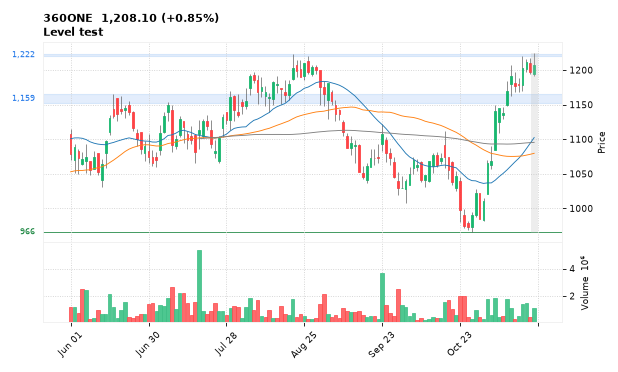 360ONE  1,208.10 (+0.85%)
Level test
1,222
1,159
966
1200
1150
1100
1050
1000
Price
4
2
Volume 10⁶
Jun 01
Jun 30
Jul 28
Aug 25
Sep 23
Oct 23